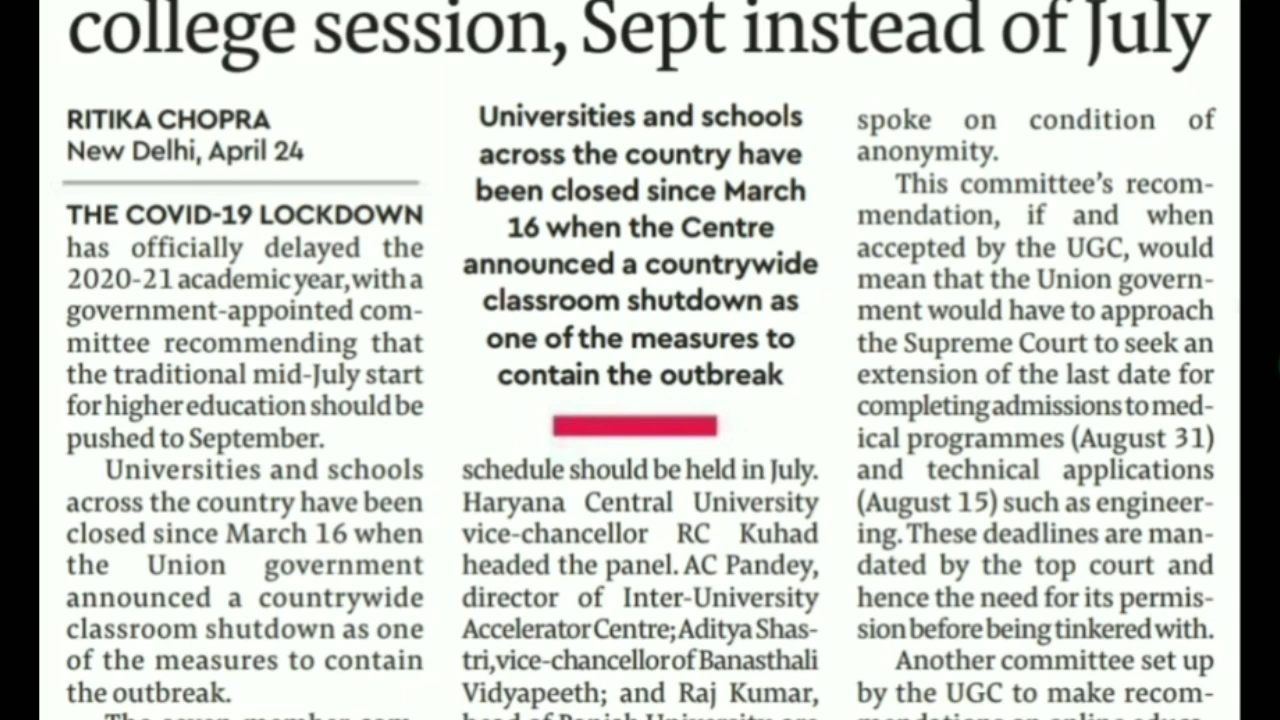 college session, Sept instead of July
RITIKA CHOPRA
New Delhi, April 24
THE COVID-19 LOCKDOWN
has officially delayed the
2020-21 academic year, with a
government-appointed com-
mittee recommending that
the traditional mid-July start
for higher education should be
pushed to September.
Universities and schools
across the country have been
closed since March 16 when
the Union government
announced a countrywide
classroom shutdown as one
of the measures to contain
the outbreak.
Universities and schools
across the country have
been closed since March
16 when the Centre
announced a countrywide
classroom shutdown as
one of the measures to
contain the outbreak
schedule should be held in July.
Haryana Central University
vice-chancellor RC Kuhad
headed the panel. AC Pandey,
director of Inter-University
Accelerator Centre; Aditya Shas-
tri, vice-chancellor of Banasthali
Vidyapeeth; and Raj Kumar,
spoke on condition of
anonymity.
This committee's recom-
mendation, if and when
accepted by the UGC, would
mean that the Union govern-
ment would have to approach
the Supreme Court to seek an
extension of the last date for
completing admissions to med-
ical programmes (August 31)
and technical applications
(August 15) such as engineer-
ing. These deadlines are man-
dated by the top court and
hence the need for its permis-
sion before being tinkered with.
Another committee set up
by the UGC to make recom-